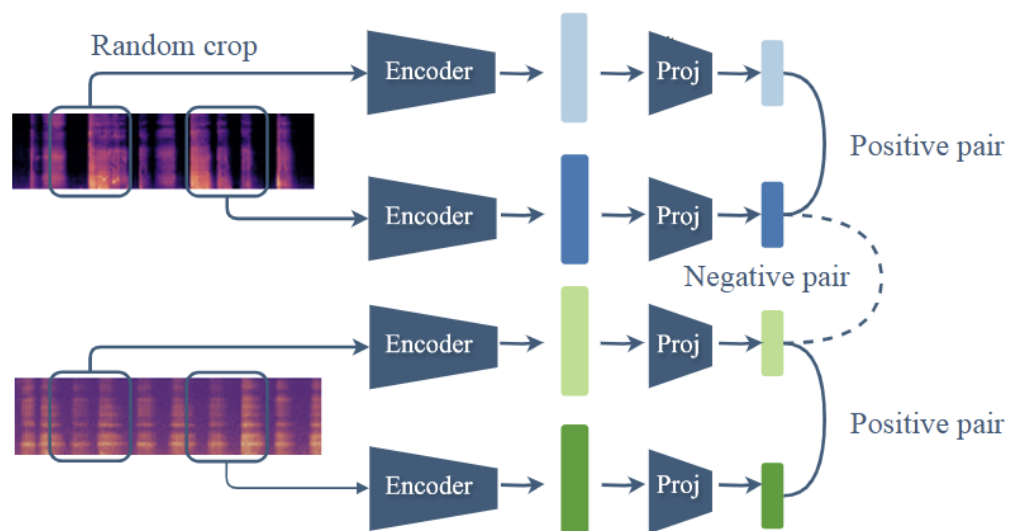 Random crop
Encoder
Proj
Positive pair
Encoder
Proj
Negative pair
Encoder
Proj
Positive pair
Encoder
Proj